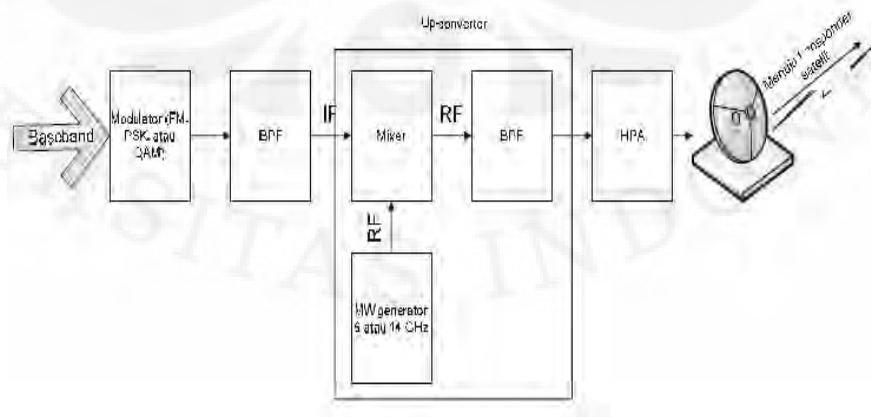 Up-converter
Menuju transponder
satelit
Baseband
Modulator (FM,
PSK, atau
QAM)
BPF
IF
Mixer
RF
BPF
HPA
RF
MW generator
6 atau 14 GHz